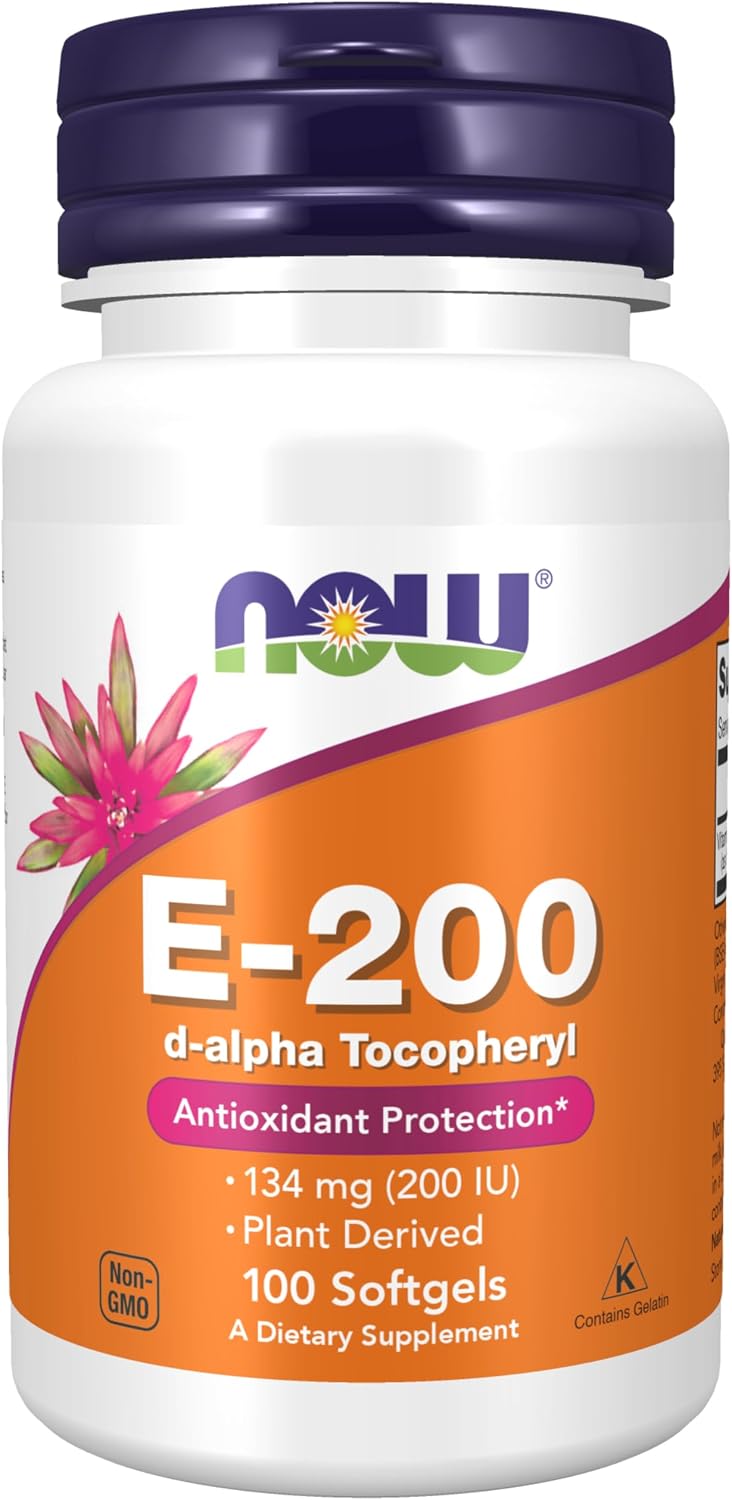 now®
E-200
d-alpha Tocopheryl
Antioxidant Protection*
• 134 mg (200 IU)
• Plant Derived
100 Softgels
A Dietary Supplement
Non-
GMO
K
Contains Gelatin